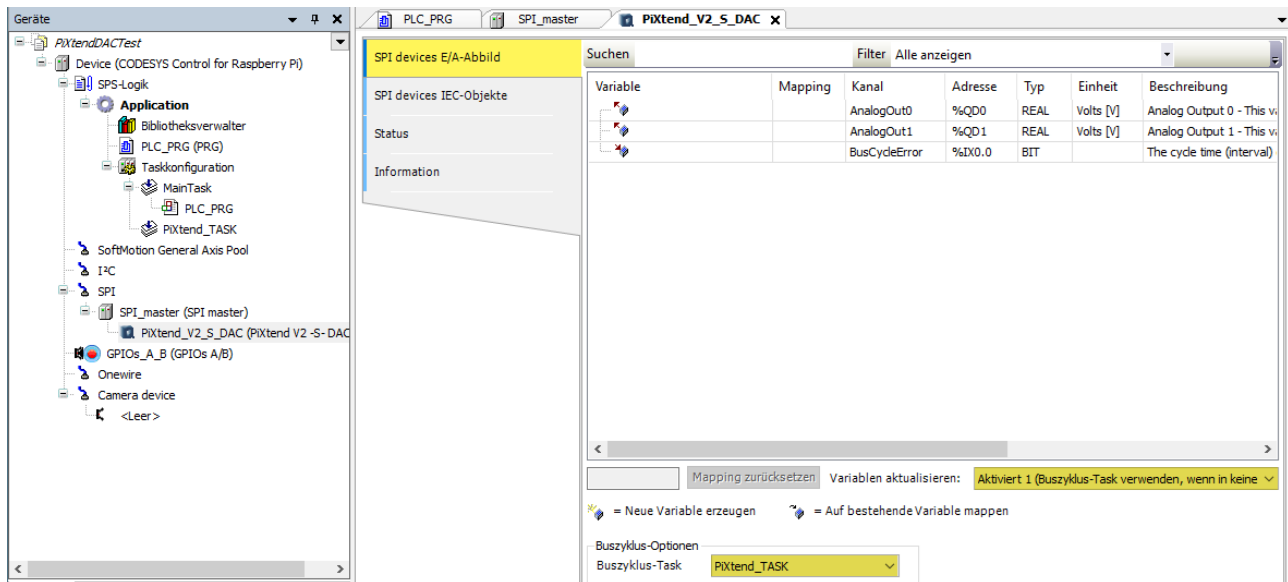 Geräte
PiXtendDACTest
Device (CODESYS Control for Raspberry Pi)
SPS-Logik
Application
Bibliotheksverwalter
PLC_PRG (PRG)
Taskkonfiguration
MainTask
PLC_PRG
PiXtend_TASK
SoftMotion General Axis Pool
I²C
SPI
SPI_master (SPI master)
PiXtend_V2_S_DAC (PiXtend V2 -S- DAC
GPIOs_A_B (GPIOs A/B)
Onewire
Camera device
<Leer>
PLC_PRG SPI_master PiXtend_V2_S_DAC
SPI devices E/A-Abbild
SPI devices IEC-Objekte
Status
Information
Suchen Filter Alle anzeigen
Variable Mapping Kanal Adresse Typ Einheit Beschreibung
AnalogOut0 %QD0 REAL Volts [V] Analog Output 0 - This
AnalogOut1 %QD1 REAL Volts [V] Analog Output 1 - This
BusCycleError %IX0.0 BIT The cycle time (interval)
Mapping zurücksetzen Variablen aktualisieren: Aktiviert 1 (Buszyklus-Task verwenden, wenn in keine
= Neue Variable erzeugen = Auf bestehende Variable mappen
Buszyklus-Optionen
Buszyklus-Task PiXtend_TASK